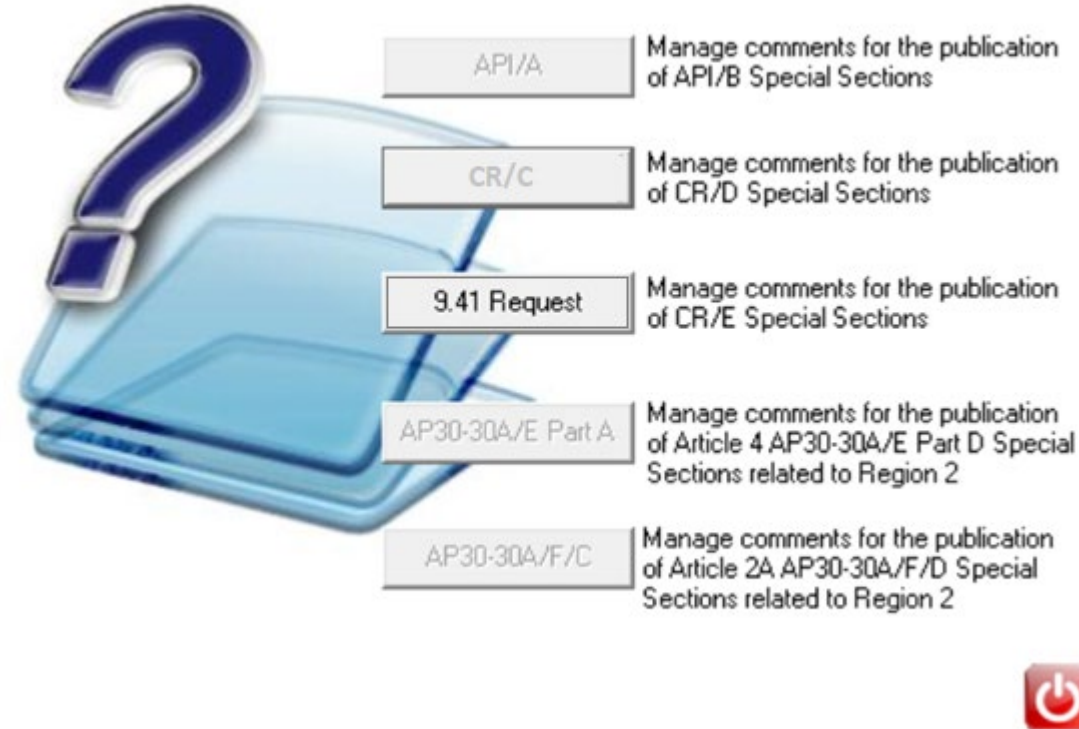 API/A
Manage comments for the publication
of API/B Special Sections
CR/C
Manage comments for the publication
of CR/D Special Sections
9.41 Request
Manage comments for the publication
of CR/E Special Sections
AP30-30A/E Part A
Manage comments for the publication
of Article 4 AP30-30A/E Part D Special
Sections related to Region 2
AP30-30A/F/C
Manage comments for the publication
of Article 2A AP30-30A/F/D Special
Sections related to Region 2